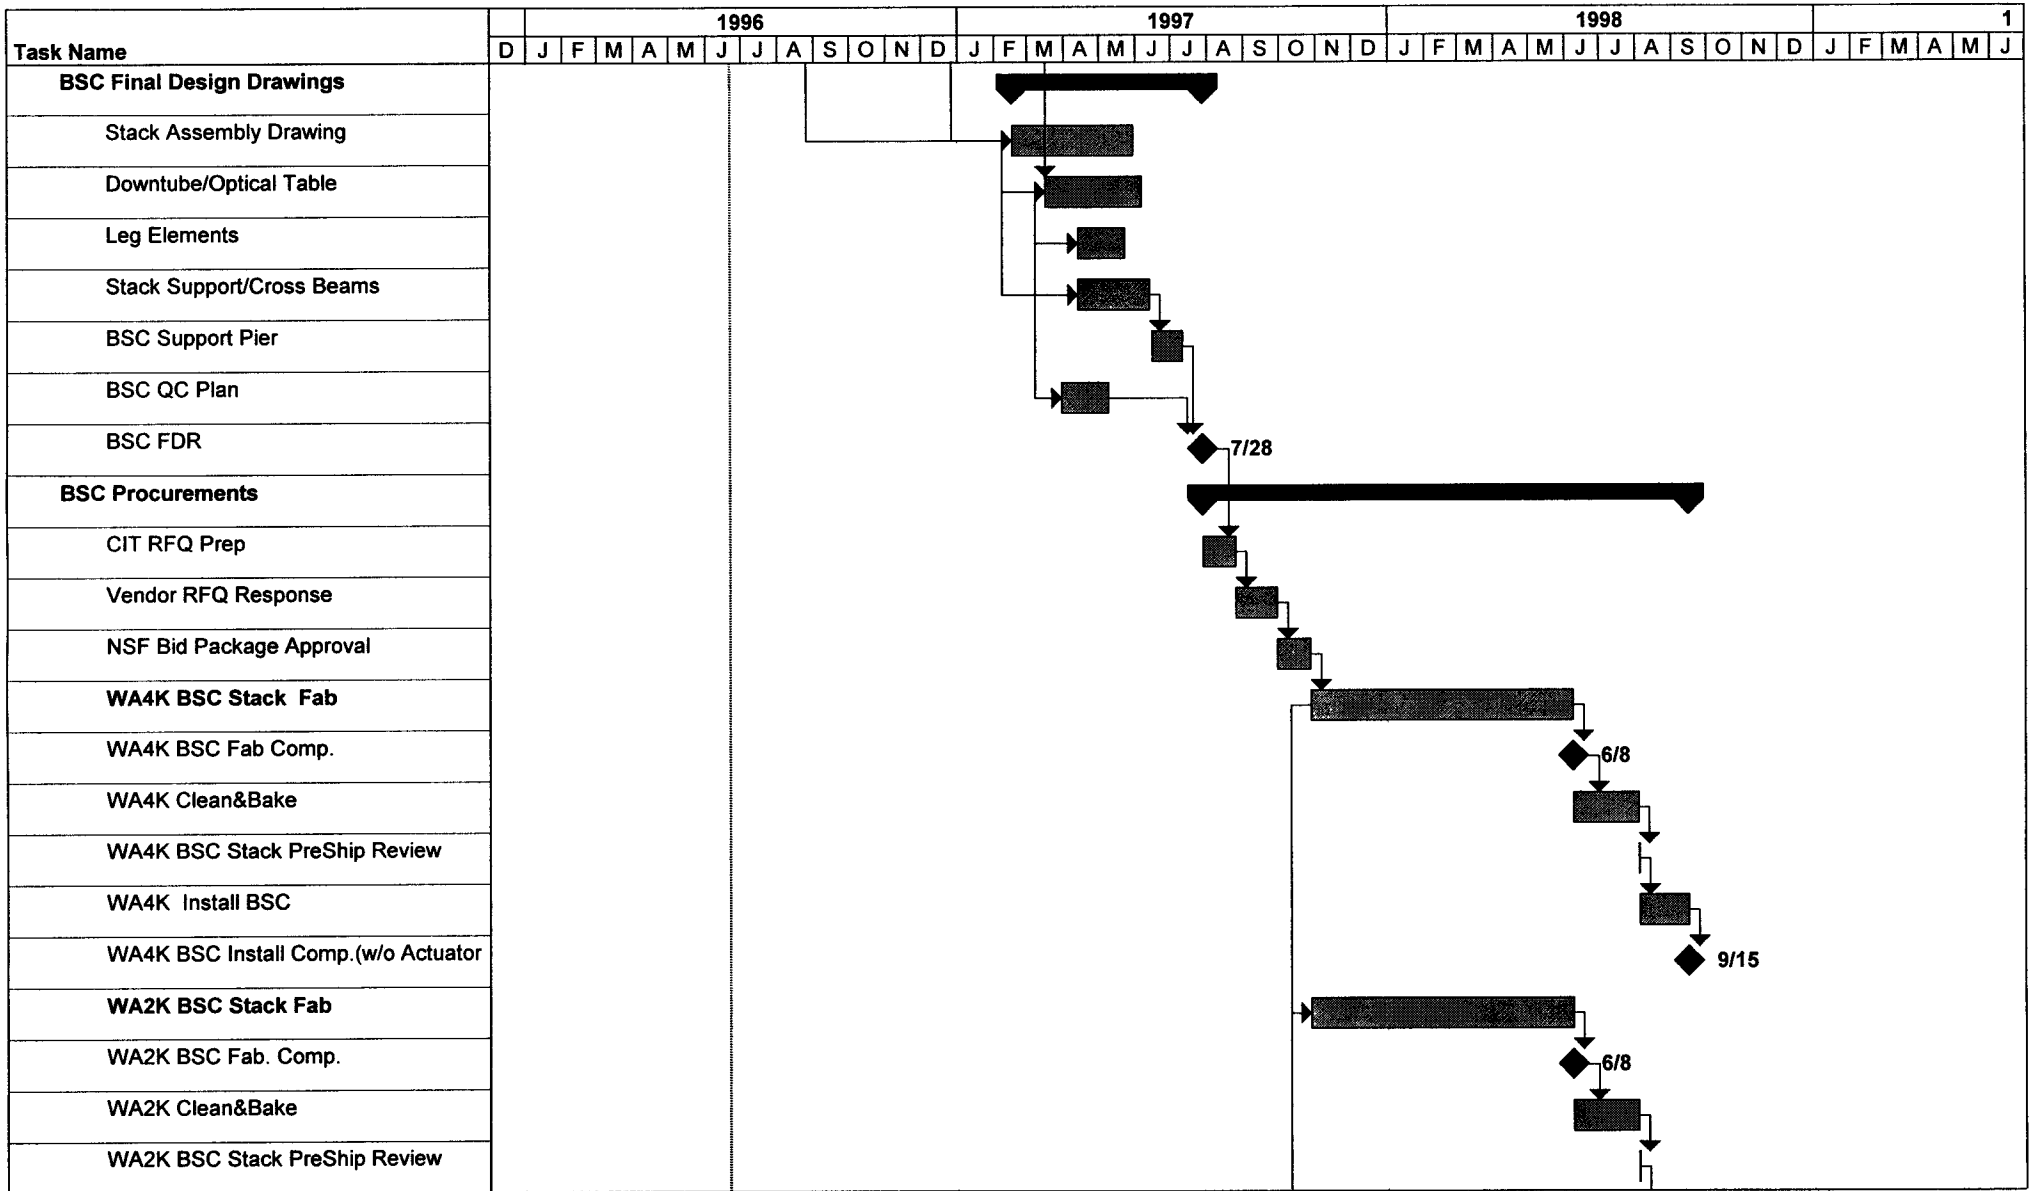 1996 1997 1998 1
Task Name D J F M A M J J A S O N D J F M A M J J A S O N D J F M A M J J A S O N D J F M A M J
BSC Final Design Drawings
Stack Assembly Drawing
Downtube/Optical Table
Leg Elements
Stack Support/Cross Beams
BSC Support Pier
BSC QC Plan
BSC FDR 7/28
BSC Procurements
CIT RFQ Prep
Vendor RFQ Response
NSF Bid Package Approval
WA4K BSC Stack Fab
WA4K BSC Fab Comp. 6/8
WA4K Clean&Bake
WA4K BSC Stack PreShip Review
WA4K Install BSC
WA4K BSC Install Comp.(w/o Actuator 9/15
WA2K BSC Stack Fab
WA2K BSC Fab. Comp. 6/8
WA2K Clean&Bake
WA2K BSC Stack PreShip Review